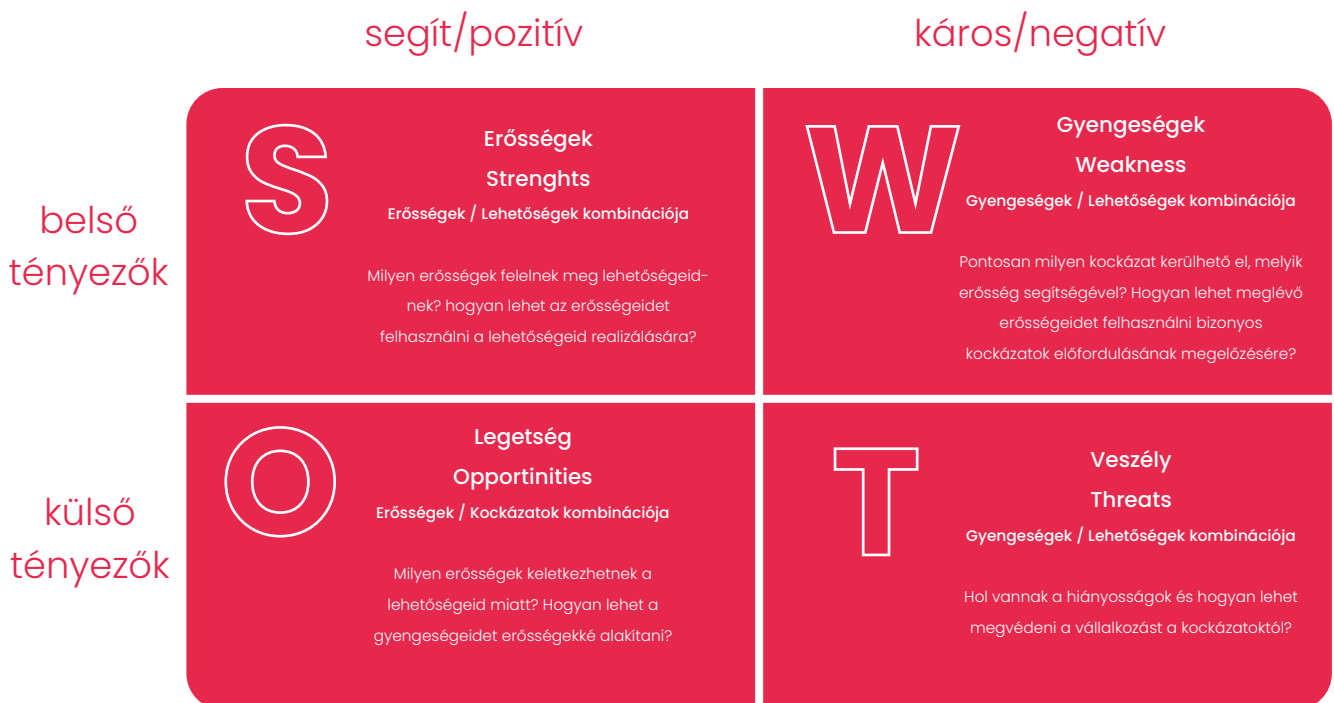 segít/pozitív
káros/negatív
belső
tényezők
S
Erősségek
Strenghts
Erősségek / Lehetőségek kombinációja
Milyen erősségek felelnek meg lehetőségeid-
nek? hogyan lehet az erősségeidet
felhasználni a lehetőségeid realizálására?
W
Gyengeségek
Weakness
Gyengeségek / Lehetőségek kombinációja
Pontosan milyen kockázat kerülhető el, melyik
erősség segítségével? Hogyan lehet meglévő
erősségeidet felhasználni bizonyos
kockázatok előfordulásának megelőzésére?
külső
tényezők
O
Legetség
Opportinities
Erősségek / Kockázatok kombinációja
Milyen erősségek keletkezhetnek a
lehetőségeid miatt? Hogyan lehet a
gyengeségeidet erősségekké alakítani?
T
Veszély
Threats
Gyengeségek / Lehetőségek kombinációja
Hol vannak a hiányosságok és hogyan lehet
megvédeni a vállalkozást a kockázatoktól?